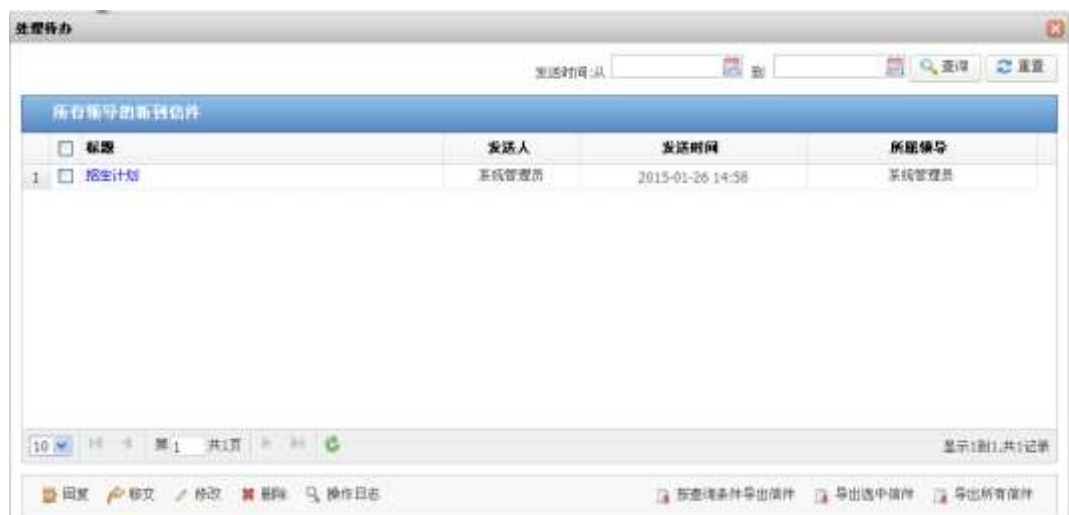 处理待办
发送时间:从 到 查询 重置
所有领导的新到信件
标题 发送人 发送时间 所属领导
1 招生计划 系统管理员 2015-01-26 14:58 系统管理员
10 第 1 共1页 显示1到1,共1记录
回复 移交 修改 删除 操作日志 按查询条件导出信件 导出选中信件 导出所有信件